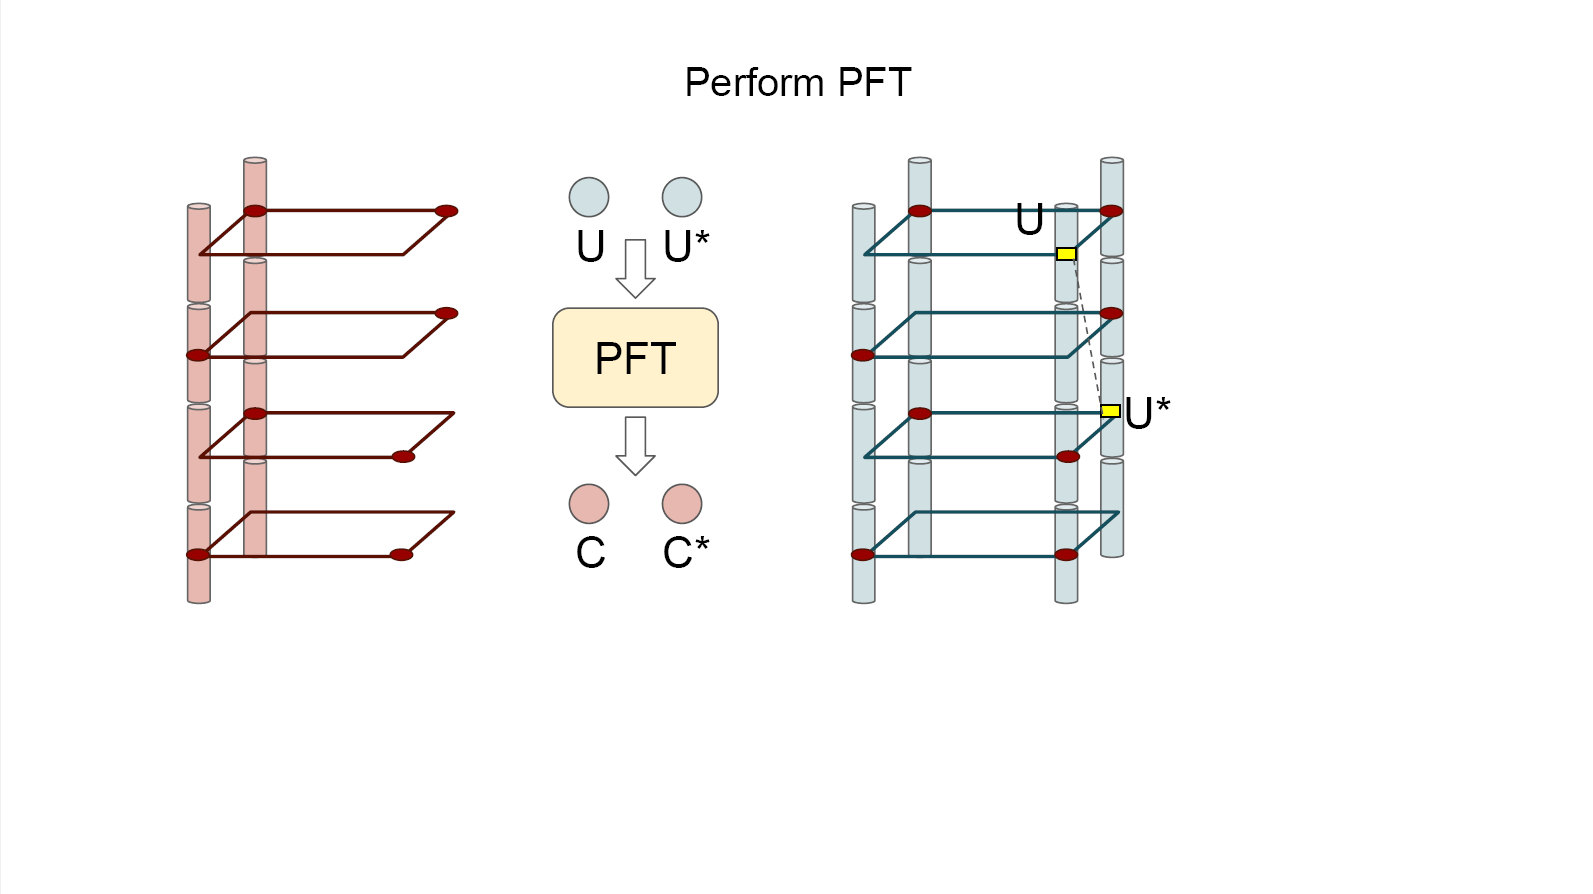 Perform PFT
U U*
PFT
C C*
U
U*